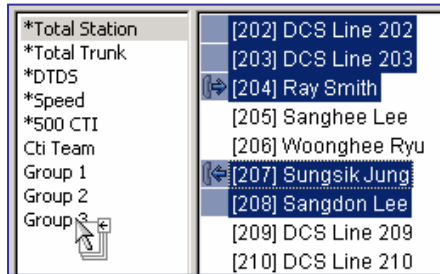 *Total Station
*Total Trunk
*DTDS
*Speed
*500 CTI
Cti Team
Group 1
Group 2
Group 3
[202] DCS Line 202
[203] DCS Line 203
[204] Ray Smith
[205] Sanghee Lee
[206] Woonghee Ryu
[207] Sungsik Jung
[208] Sangdon Lee
[209] DCS Line 209
[210] DCS Line 210